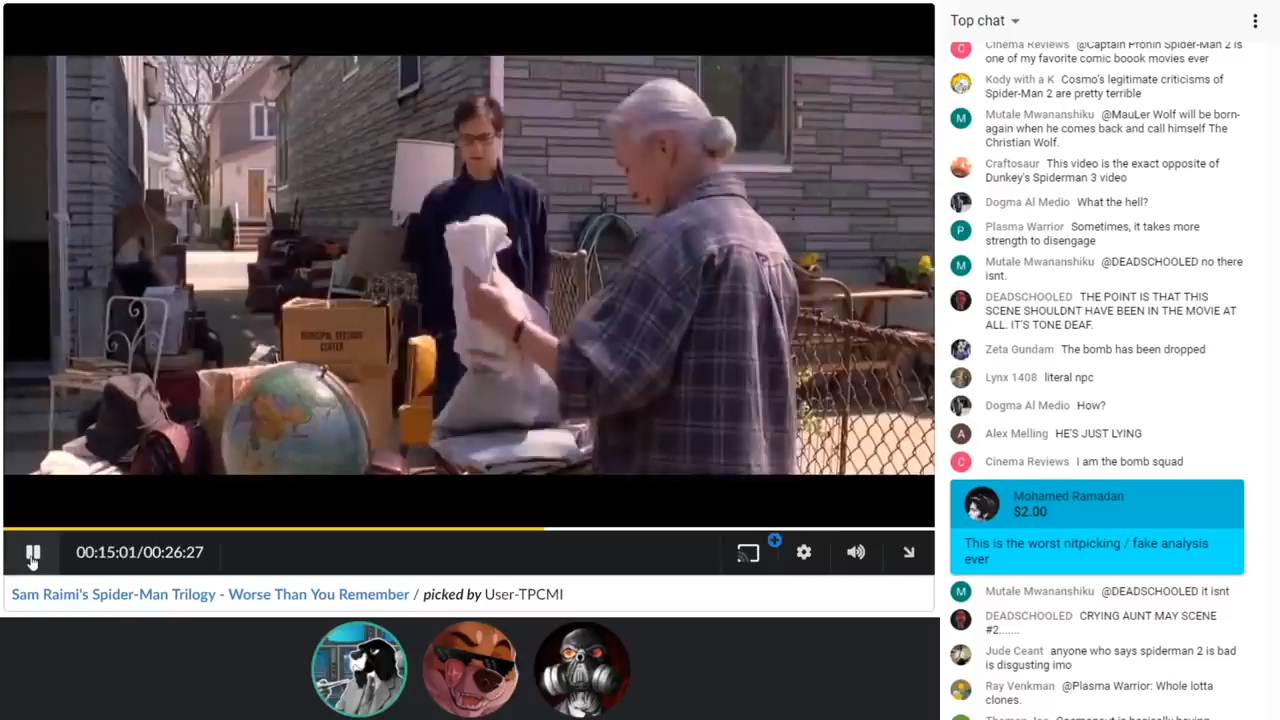 MUNICIPAL RECYCLE
CENTER
00:15:01/00:26:27
Sam Raimi's Spider-Man Trilogy - Worse Than You Remember / picked by User-TPCMI
Top chat
Cinema Reviews @Captain Pronin Spider-Man 2 is
one of my favorite comic boook movies ever
Kody with a K Cosmo's legitimate criticisms of
Spider-Man 2 are pretty terrible
Mutale Mwananshiku @MauLer Wolf will be born-
again when he comes back and call himself The
Christian Wolf.
Craftosaur This video is the exact opposite of
Dunkey's Spiderman 3 video
Dogma Al Medio What the hell?
Plasma Warrior Sometimes, it takes more
strength to disengage
Mutale Mwananshiku @DEADSCHOOLED no there
isnt.
DEADSCHOOLED THE POINT IS THAT THIS
SCENE SHOULDNT HAVE BEEN IN THE MOVIE AT
ALL. IT'S TONE DEAF.
Zeta Gundam The bomb has been dropped
Lynx 1408 literal npc
Dogma Al Medio How?
Alex Melling HE'S JUST LYING
Cinema Reviews I am the bomb squad
Mohamed Ramadan
$2.00
This is the worst nitpicking / fake analysis
ever
Mutale Mwananshiku @DEADSCHOOLED it isnt
DEADSCHOOLED CRYING AUNT MAY SCENE
#2.......
Jude Ceant anyone who says spiderman 2 is bad
is disgusting imo
Ray Venkman @Plasma Warrior: Whole lotta
clones.